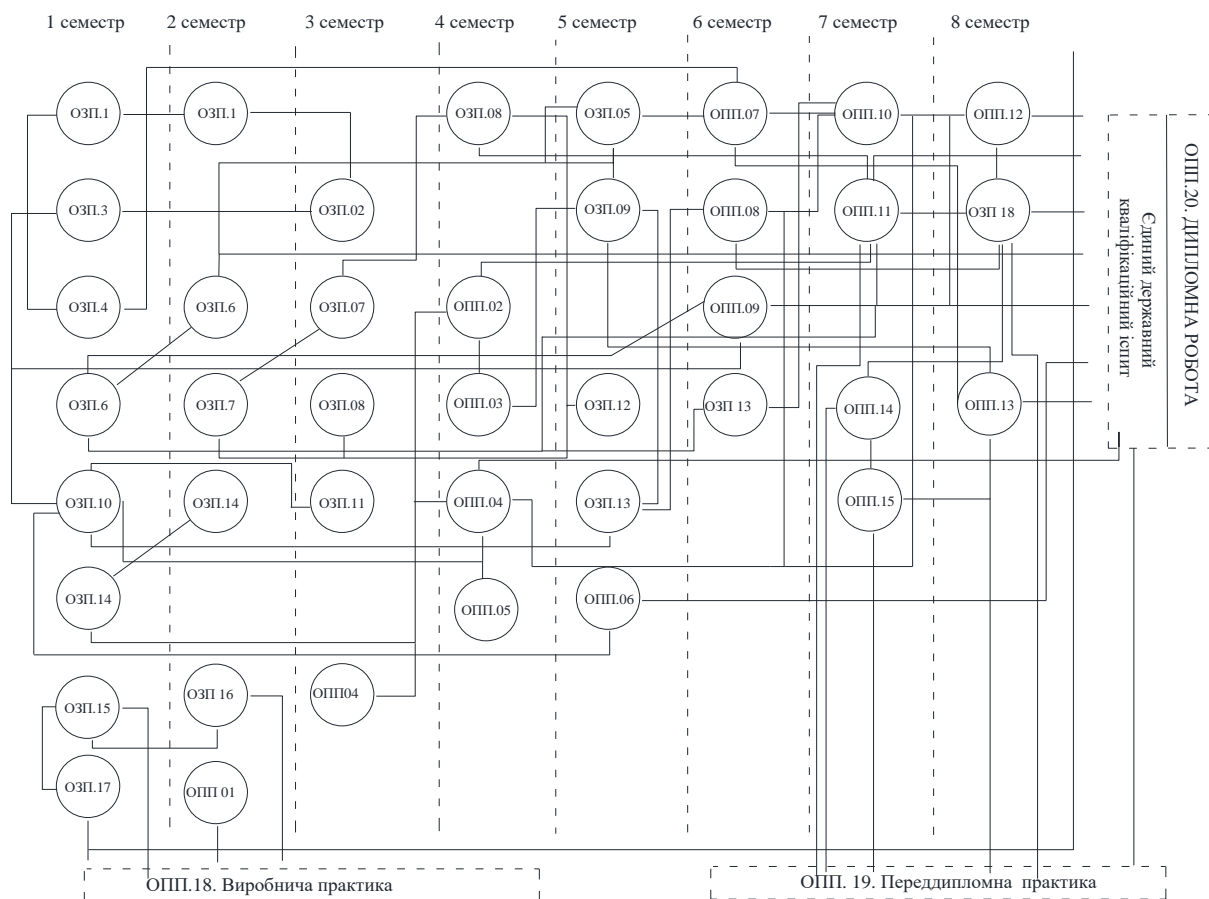 1 семестр 2 семестр 3 семестр 4 семестр 5 семестр 6 семестр 7 семестр 8 семестр
ОЗП.1 ОЗП.1 ОЗП.08 ОЗП.05 ОПП.07 ОПП.10 ОПП.12
ОЗП.3 ОЗП.02 ОЗП.09 ОПП.08 ОПП.11 ОЗП 18
ОЗП.4 ОЗП.6 ОЗП.07 ОПП.02 ОПП.09
ОЗП.6 ОЗП.7 ОЗП.08 ОПП.03 ОЗП.12 ОЗП 13 ОПП.14 ОПП.13
ОЗП.10 ОЗП.14 ОЗП.11 ОПП.04 ОЗП.13 ОПП.15
ОЗП.14 ОПП.05 ОПП.06
ОЗП.15 ОЗП 16 ОПП04
ОЗП.17 ОПП 01
ОПП.18. Виробнича практика
ОПП. 19. Переддипломна практика
ОПП.20. ДИПЛОМНА РОБОТА
Єдиний державний
кваліфікаційний іспит